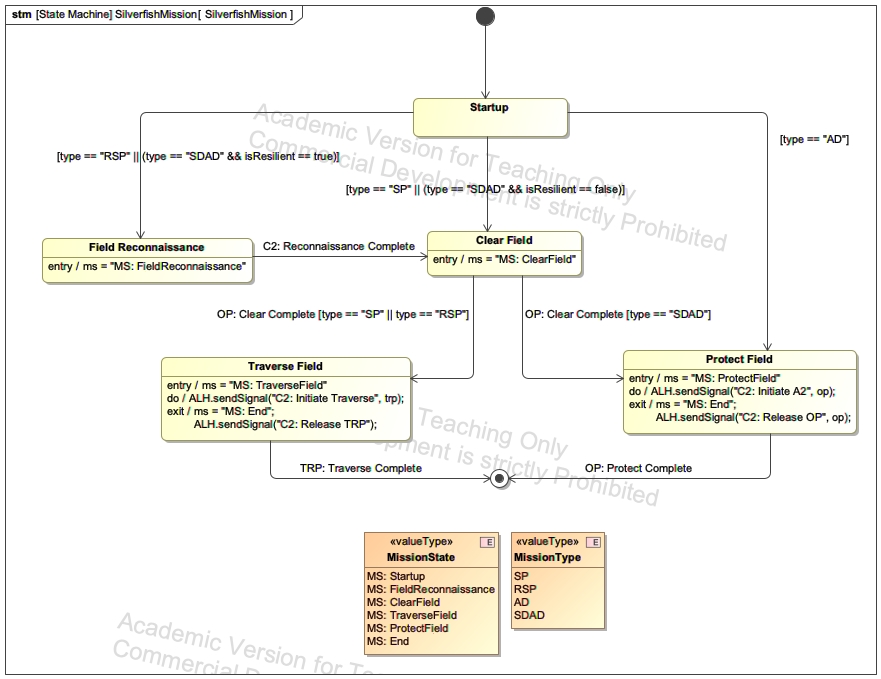 stm [State Machine] SilverfishMission[ SilverfishMission ]
Startup
Academic Version for Teaching Only
Commercial Development is strictly Prohibited
[type == "AD"]
[type == "RSP" || (type == "SDAD" && isResilient == true)]
[type == "SP" || (type == "SDAD" && isResilient == false)]
Field Reconnaissance
entry / ms = "MS: FieldReconnaissance"
C2: Reconnaissance Complete
Clear Field
entry / ms = "MS: ClearField"
OP: Clear Complete [type == "SP" || type == "RSP"]
OP: Clear Complete [type == "SDAD"]
Traverse Field
entry / ms = "MS: TraverseField"
do / ALH.sendSignal("C2: Initiate Traverse", trp);
exit / ms = "MS: End";
ALH.sendSignal("C2: Release TRP");
Protect Field
entry / ms = "MS: ProtectField"
do / ALH.sendSignal("C2: Initiate A2", op);
exit / ms = "MS: End";
ALH.sendSignal("C2: Release OP", op);
Teaching Only
pment is strictly Prohibited
TRP: Traverse Complete
OP: Protect Complete
«valueType» E
MissionState
MS: Startup
MS: FieldReconnaissance
MS: ClearField
MS: TraverseField
MS: ProtectField
MS: End
«valueType» E
MissionType
SP
RSP
AD
SDAD
Academic Version for Te
Commercial D